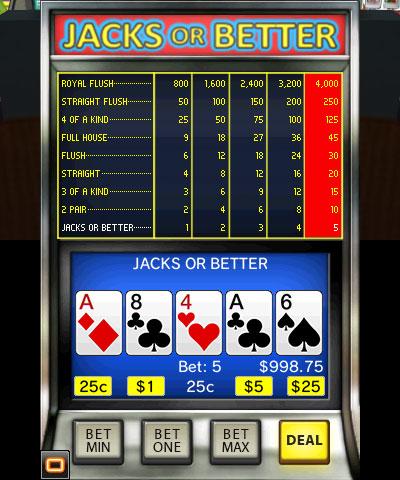 JACKS OR BETTER
ROYAL FLUSH 800 1,600 2,400 3,200 4,000
STRAIGHT FLUSH 50 100 150 200 250
4 OF A KIND 25 50 75 100 125
FULL HOUSE 9 18 27 36 45
FLUSH 6 12 18 24 30
STRAIGHT 4 8 12 16 20
3 OF A KIND 3 6 9 12 15
2 PAIR 2 4 6 8 10
JACKS OR BETTER 1 2 3 4 5
JACKS OR BETTER
A 8 4 A 6
Bet: 5 $998.75
25c $1 25c $5 $25
BET MIN
BET ONE
BET MAX
DEAL